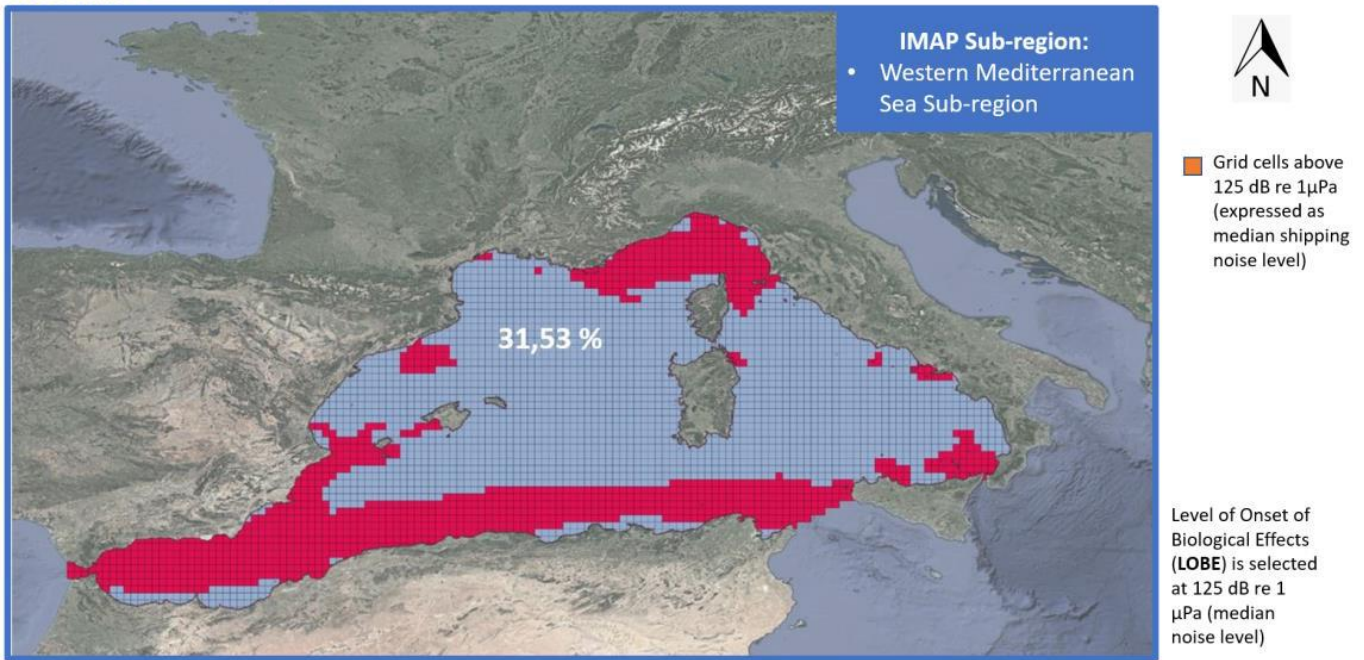 IMAP Sub-region:
• Western Mediterranean
Sea Sub-region
N
Grid cells above
125 dB re 1µPa
(expressed as
median shipping
noise level)
31,53 %
Level of Onset of
Biological Effects
(LOBE) is selected
at 125 dB re 1
µPa (median
noise level)